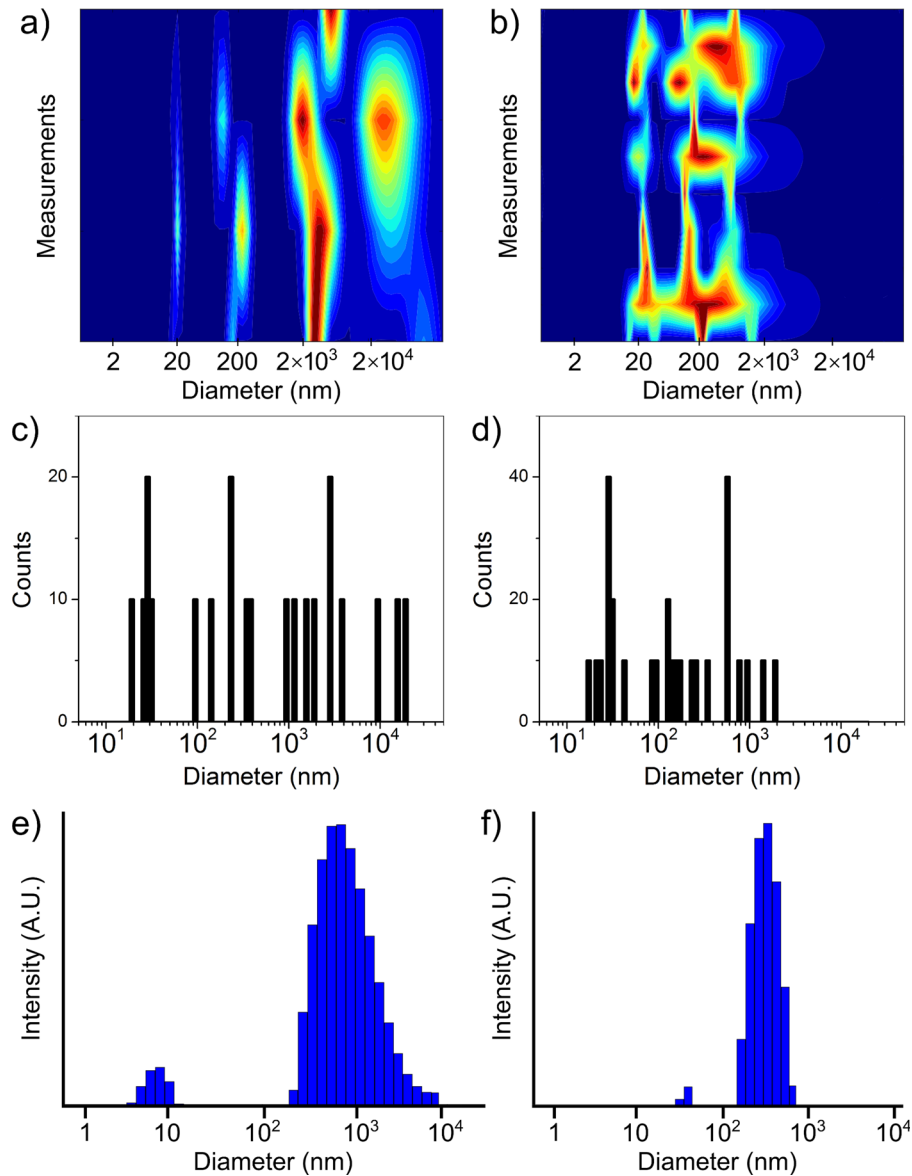 a)
Measurements
2 20 200 2×10³ 2×10⁴
Diameter (nm)
b)
Measurements
2 20 200 2×10³ 2×10⁴
Diameter (nm)
c)
Counts
20
10
0
10¹ 10² 10³ 10⁴
Diameter (nm)
d)
Counts
40
20
0
10¹ 10² 10³ 10⁴
Diameter (nm)
e)
Intensity (A.U.)
1 10 10² 10³ 10⁴
Diameter (nm)
f)
Intensity (A.U.)
1 10 10² 10³ 10⁴
Diameter (nm)